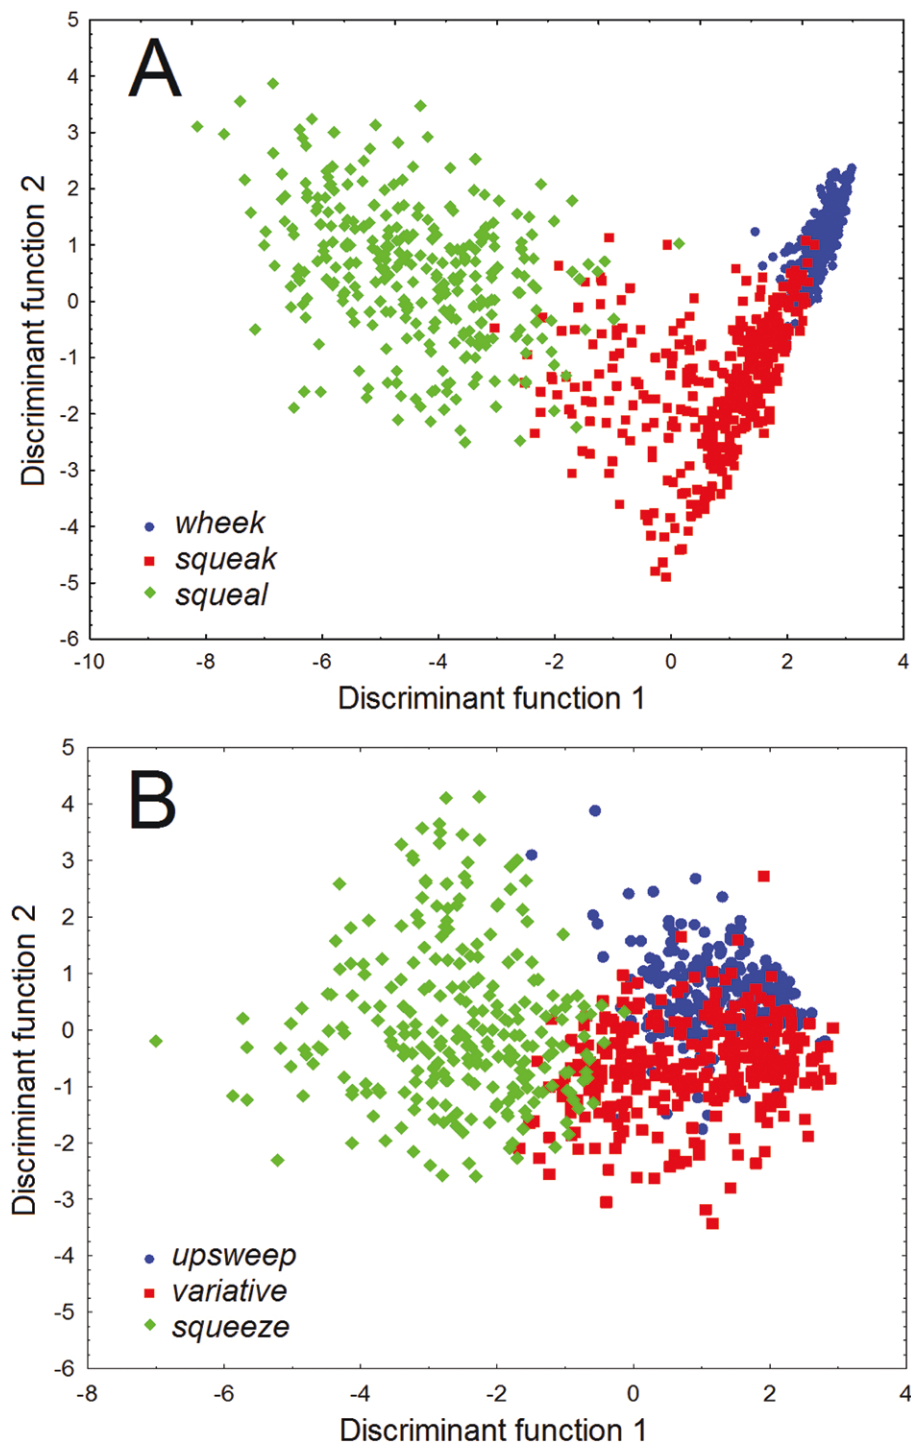 A
5
4
3
2
1
0
-1
-2
-3
-4
-5
-6
Discriminant function 2
wheek
squeak
squeal
-10 -8 -6 -4 -2 0 2 4
Discriminant function 1
B
5
4
3
2
1
0
-1
-2
-3
-4
-5
-6
Discriminant function 2
upsweep
variative
squeeze
-8 -6 -4 -2 0 2 4
Discriminant function 1